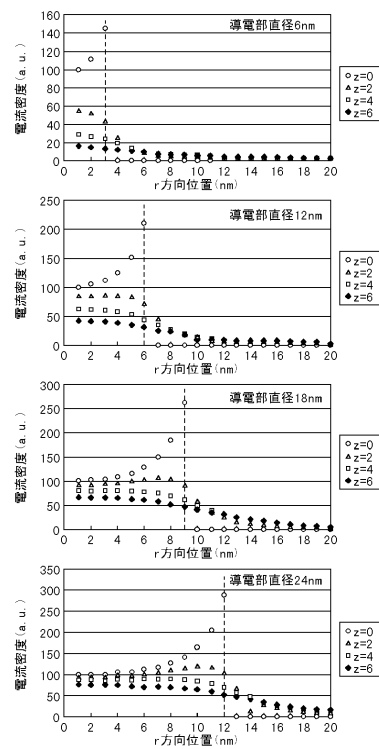 導電部直径6nm
電流密度(a.u.)
160
140
120
100
80
60
40
20
0
0 2 4 6 8 10 12 14 16 18 20
r方向位置(nm)
○z=0
△z=2
□z=4
◆z=6
導電部直径12nm
電流密度(a.u.)
250
200
150
100
50
0
0 2 4 6 8 10 12 14 16 18 20
r方向位置(nm)
○z=0
△z=2
□z=4
◆z=6
導電部直径18nm
電流密度(a.u.)
300
250
200
150
100
50
0
0 2 4 6 8 10 12 14 16 18 20
r方向位置(nm)
○z=0
△z=2
□z=4
◆z=6
導電部直径24nm
電流密度(a.u.)
350
300
250
200
150
100
50
0
0 2 4 6 8 10 12 14 16 18 20
r方向位置(nm)
○z=0
△z=2
□z=4
◆z=6